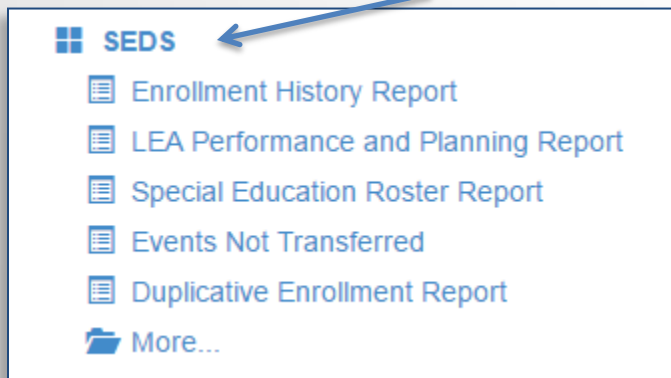 SEDS
Enrollment History Report
LEA Performance and Planning Report
Special Education Roster Report
Events Not Transferred
Duplicative Enrollment Report
More...